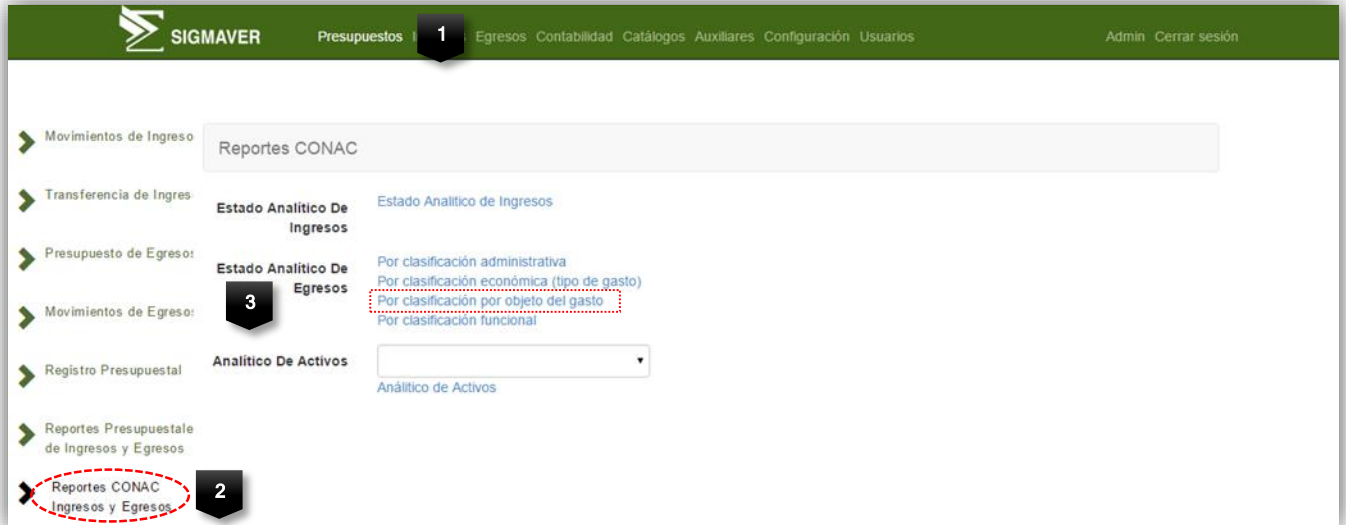 SIGMAVER
Presupuestos 1 Egresos Contabilidad Catálogos Auxiliares Configuración Usuarios Admin Cerrar sesión
Movimientos de Ingreso
Transferencia de Ingres
Presupuesto de Egreso
Movimientos de Egreso
Registro Presupuestal
Reportes Presupuestale
de Ingresos y Egresos
Reportes CONAC
Ingresos y Egresos
2
Reportes CONAC
Estado Analítico De
Ingresos
Estado Analitico de Ingresos
Estado Analítico De
Egresos
3
Por clasificación administrativa
Por clasificación económica (tipo de gasto)
Por clasificación por objeto del gasto
Por clasificación funcional
Analítico De Activos
Análitico de Activos